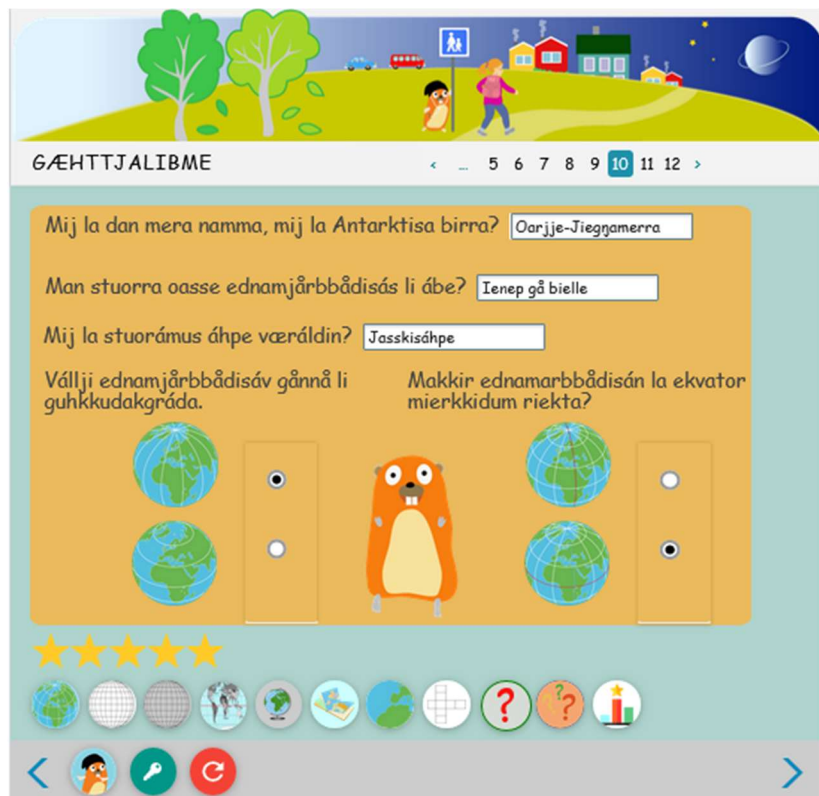 GÆHTTJALIBME
< ... 5 6 7 8 9 10 11 12 >
Mij la dan mera namma, mij la Antarktisa birra? Oarjje-Jiegŋamerra
Man stuorra oasse ednamjårbbådisás li ábe? Ienep gå bielle
Mij la stuorámus áhpe væráldin? Jasskisáhpe
Vállji ednamjårbbådisáv gånnå li
guhkkudakgráda.
Makkir ednamarbbådisán la ekvator
mierkkidum riekta?
? ? ?